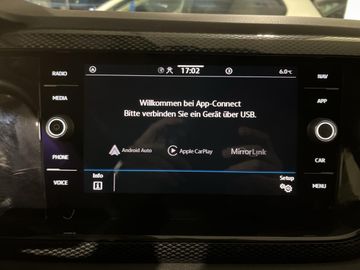 RADIO
MEDIA
PHONE
VOICE
17:02
6.0°C
Willkommen bei App-Connect
Bitte verbinden Sie ein Gerät über USB.
Android Auto
Apple CarPlay
MirrorLink
Info
Setup
NAV
APP
CAR
MENU